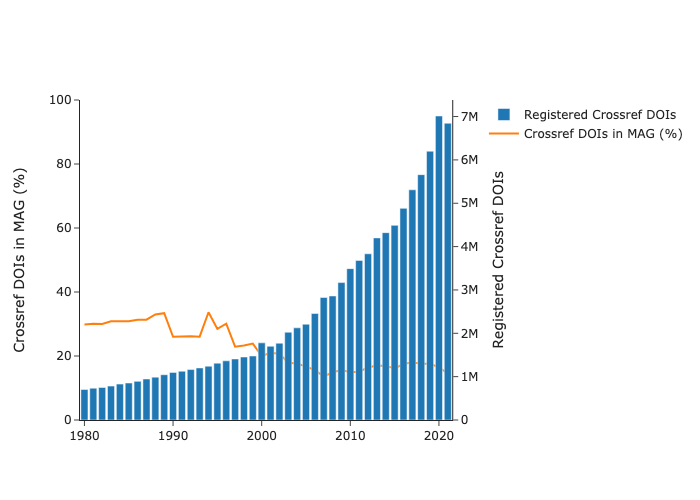 100
80
60
40
20
0
Crossref DOIs in MAG (%)
1980
1990
2000
2010
2020
7M
6M
5M
4M
3M
2M
1M
0
Registered Crossref DOIs
Registered Crossref DOIs
Crossref DOIs in MAG (%)